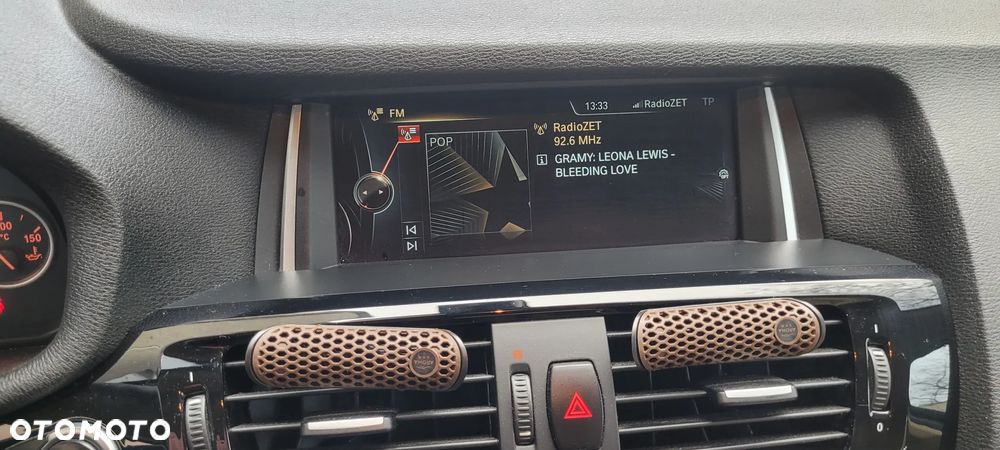 FM
13:33
RadioZET
TP
POP
RadioZET
92.6 MHz
GRAMY: LEONA LEWIS -
BLEEDING LOVE
°C
150
OTOMOTO